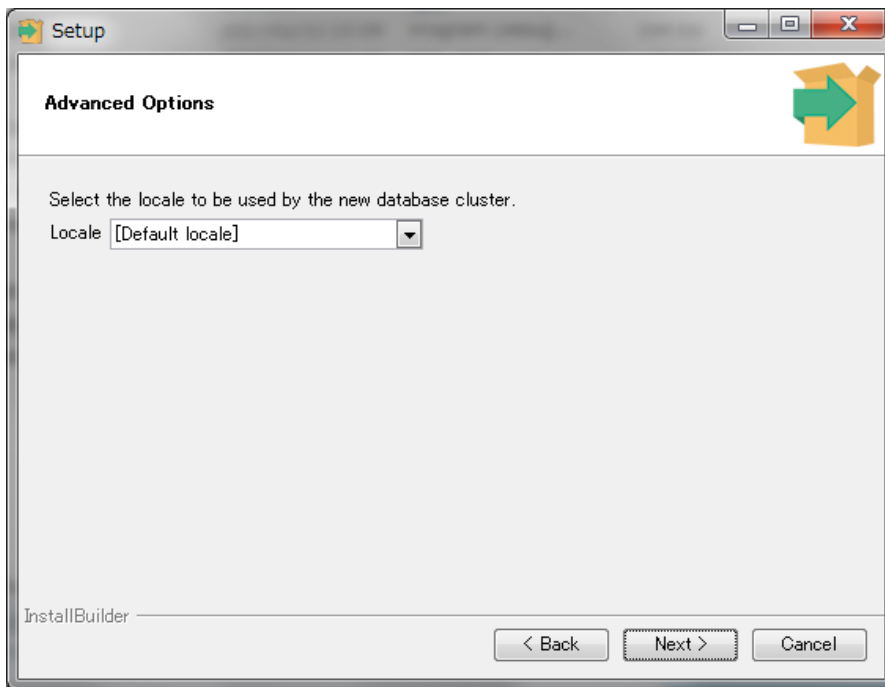 Setup
Advanced Options
Select the locale to be used by the new database cluster.
Locale [Default locale]
InstallBuilder
< Back Next > Cancel